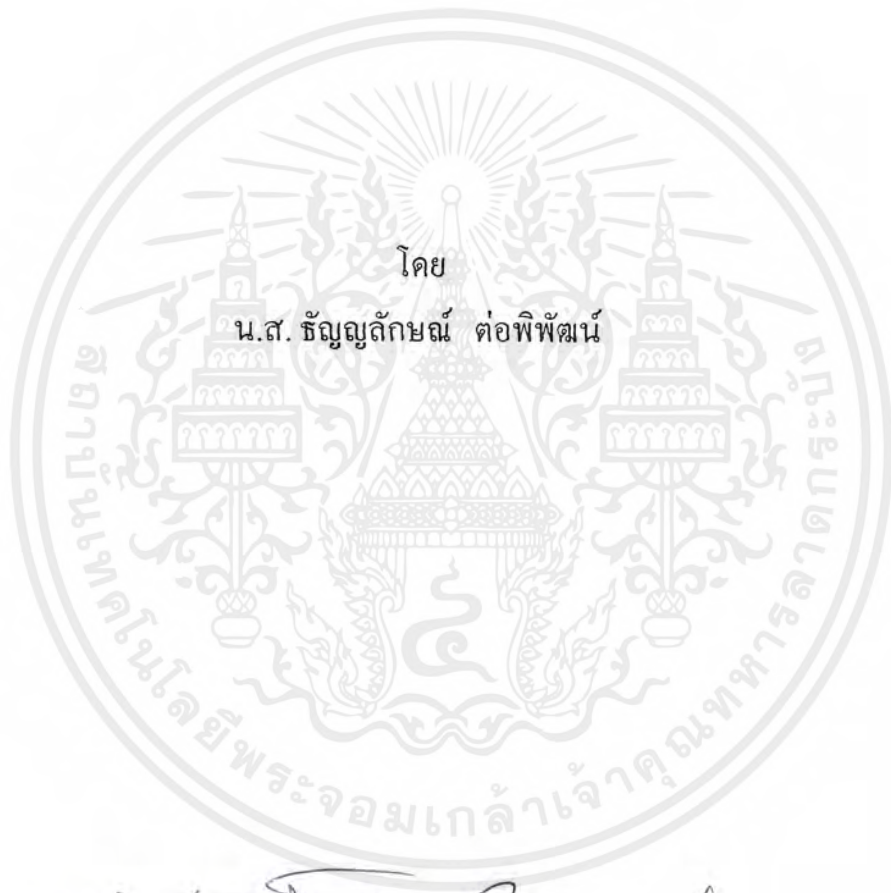 โดย
น.ส. ธัญญลักษณ์ ต่อพิพัฒน์
สถาบันเทคโนโลยีพระจอมเกล้าเจ้าคุณทหารลาดกระบัง